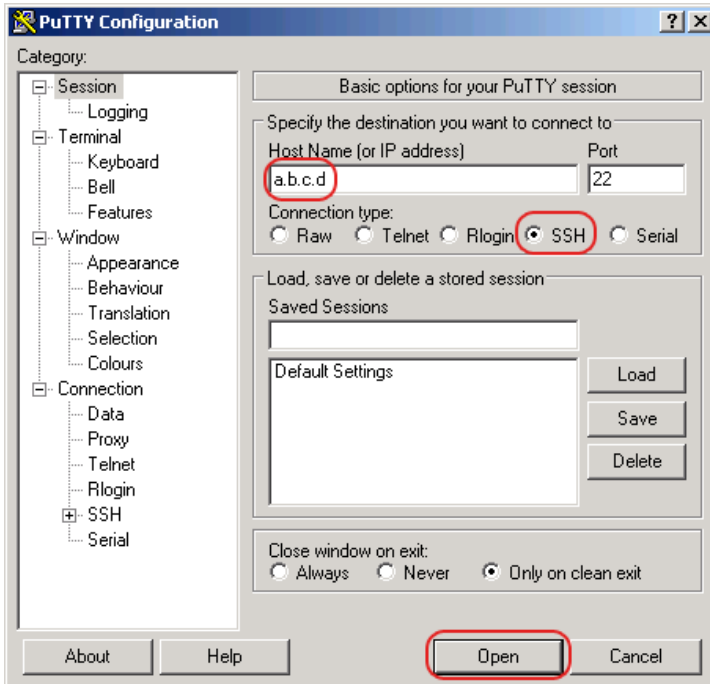 PuTTY Configuration
Category:
Session
Logging
Terminal
Keyboard
Bell
Features
Window
Appearance
Behaviour
Translation
Selection
Colours
Connection
Data
Proxy
Telnet
Rlogin
SSH
Serial
Basic options for your PuTTY session
Specify the destination you want to connect to
Host Name (or IP address) Port
a.b.c.d 22
Connection type:
Raw Telnet Rlogin SSH Serial
Load, save or delete a stored session
Saved Sessions
Default Settings
Load
Save
Delete
Close window on exit:
Always Never Only on clean exit
About Help Open Cancel